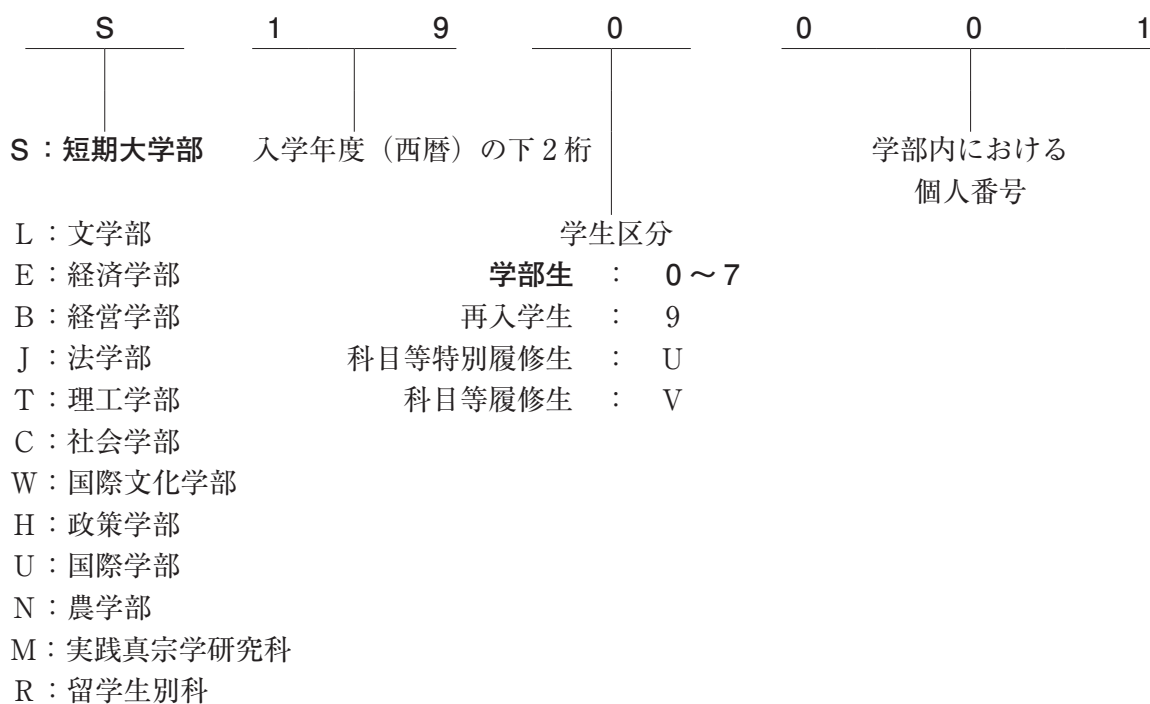 S 1 9 0 0 0 1
S:短期大学部 入学年度(西暦)の下2桁 学部内における
個人番号
L:文学部 学生区分
E:経済学部 学部生 : 0~7
B:経営学部 再入学生 : 9
J:法学部 科目等特別履修生 : U
T:理工学部 科目等履修生 : V
C:社会学部
W:国際文化学部
H:政策学部
U:国際学部
N:農学部
M:実践真宗学研究科
R:留学生別科